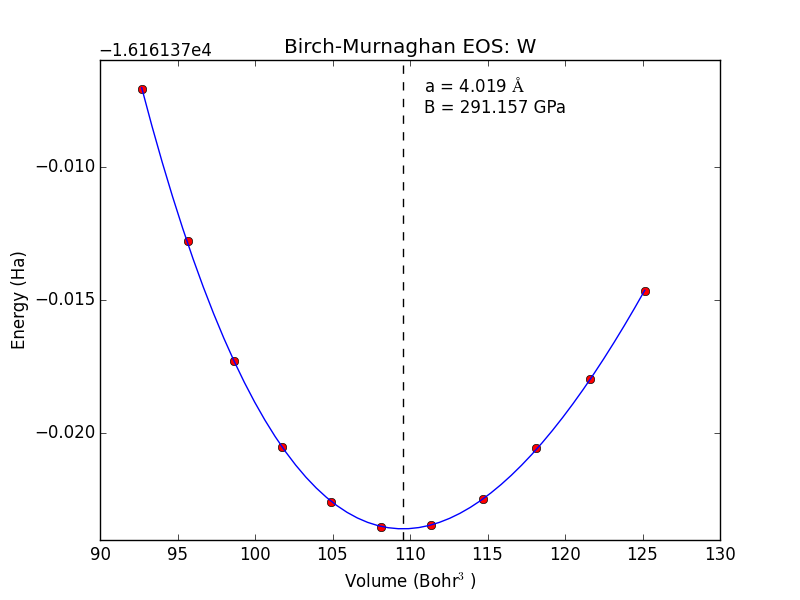 −1.616137e4
Birch-Murnaghan EOS: W
a = 4.019 Å
B = 291.157 GPa
−0.010
−0.015
−0.020
Energy (Ha)
90 95 100 105 110 115 120 125 130
Volume (Bohr³ )